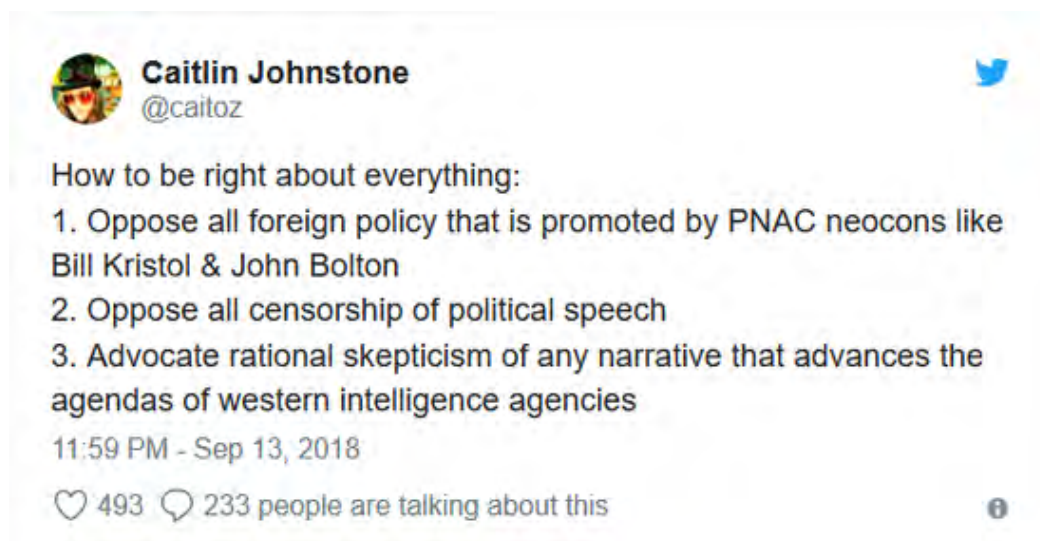 Caitlin Johnstone
@caitoz
How to be right about everything:
1. Oppose all foreign policy that is promoted by PNAC neocons like
Bill Kristol & John Bolton
2. Oppose all censorship of political speech
3. Advocate rational skepticism of any narrative that advances the
agendas of western intelligence agencies
11:59 PM - Sep 13, 2018
493 233 people are talking about this